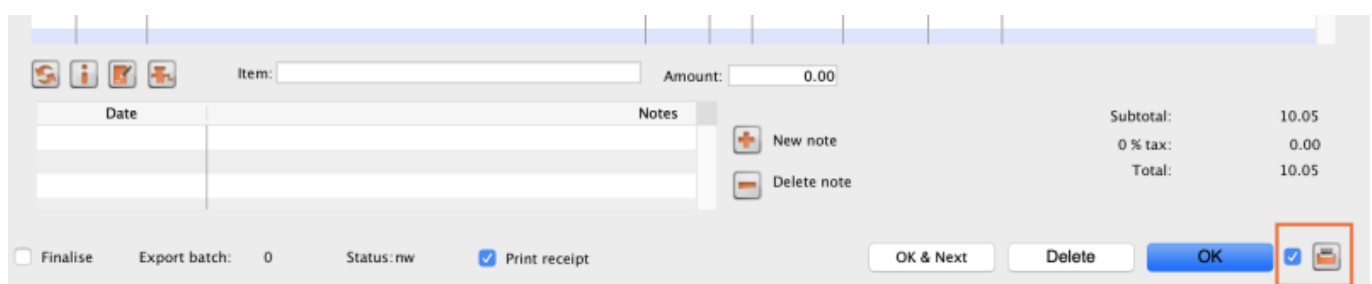 Item: Amount: 0.00
Date Notes
Subtotal: 10.05
New note
0 % tax: 0.00
Total: 10.05
Delete note
Finalise Export batch: 0 Status:nw Print receipt OK & Next Delete OK